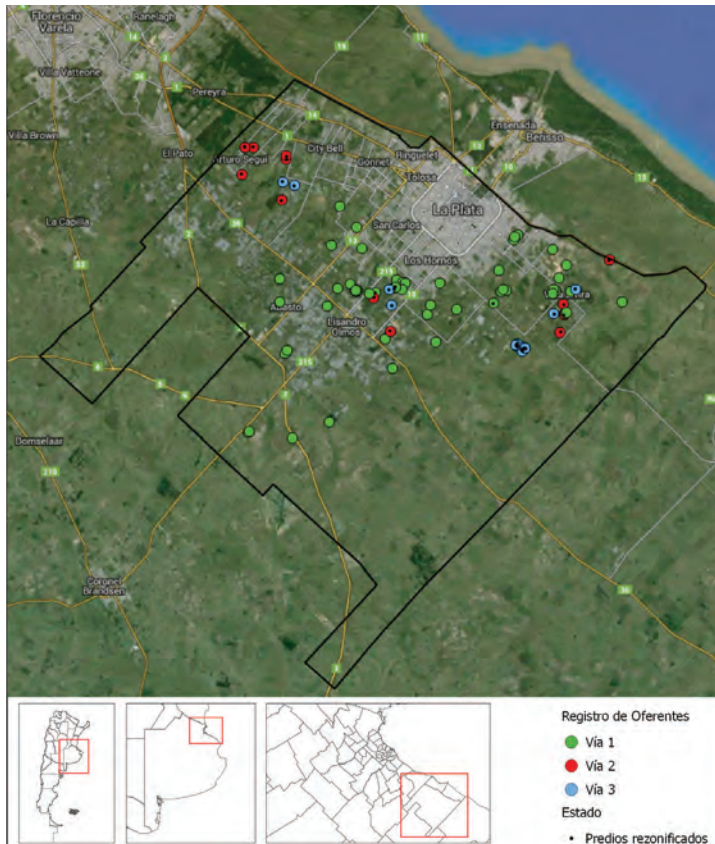 Florencio
Varela
Ranelagh
Villa Vatteone
Pereyra
Villa Brown
El Pato
Arturo Segui
City Bell
Gonnet
Ringuelet
Tolosa
Ensenada
Berisso
La Plata
La Capilla
San Carlos
Los Hornos
Abasto
Lisandro
Olmos
Domselaar
Coronel
Brandsen
Registro de Oferentes
Vía 1
Vía 2
Vía 3
Estado
Predios rezonificados